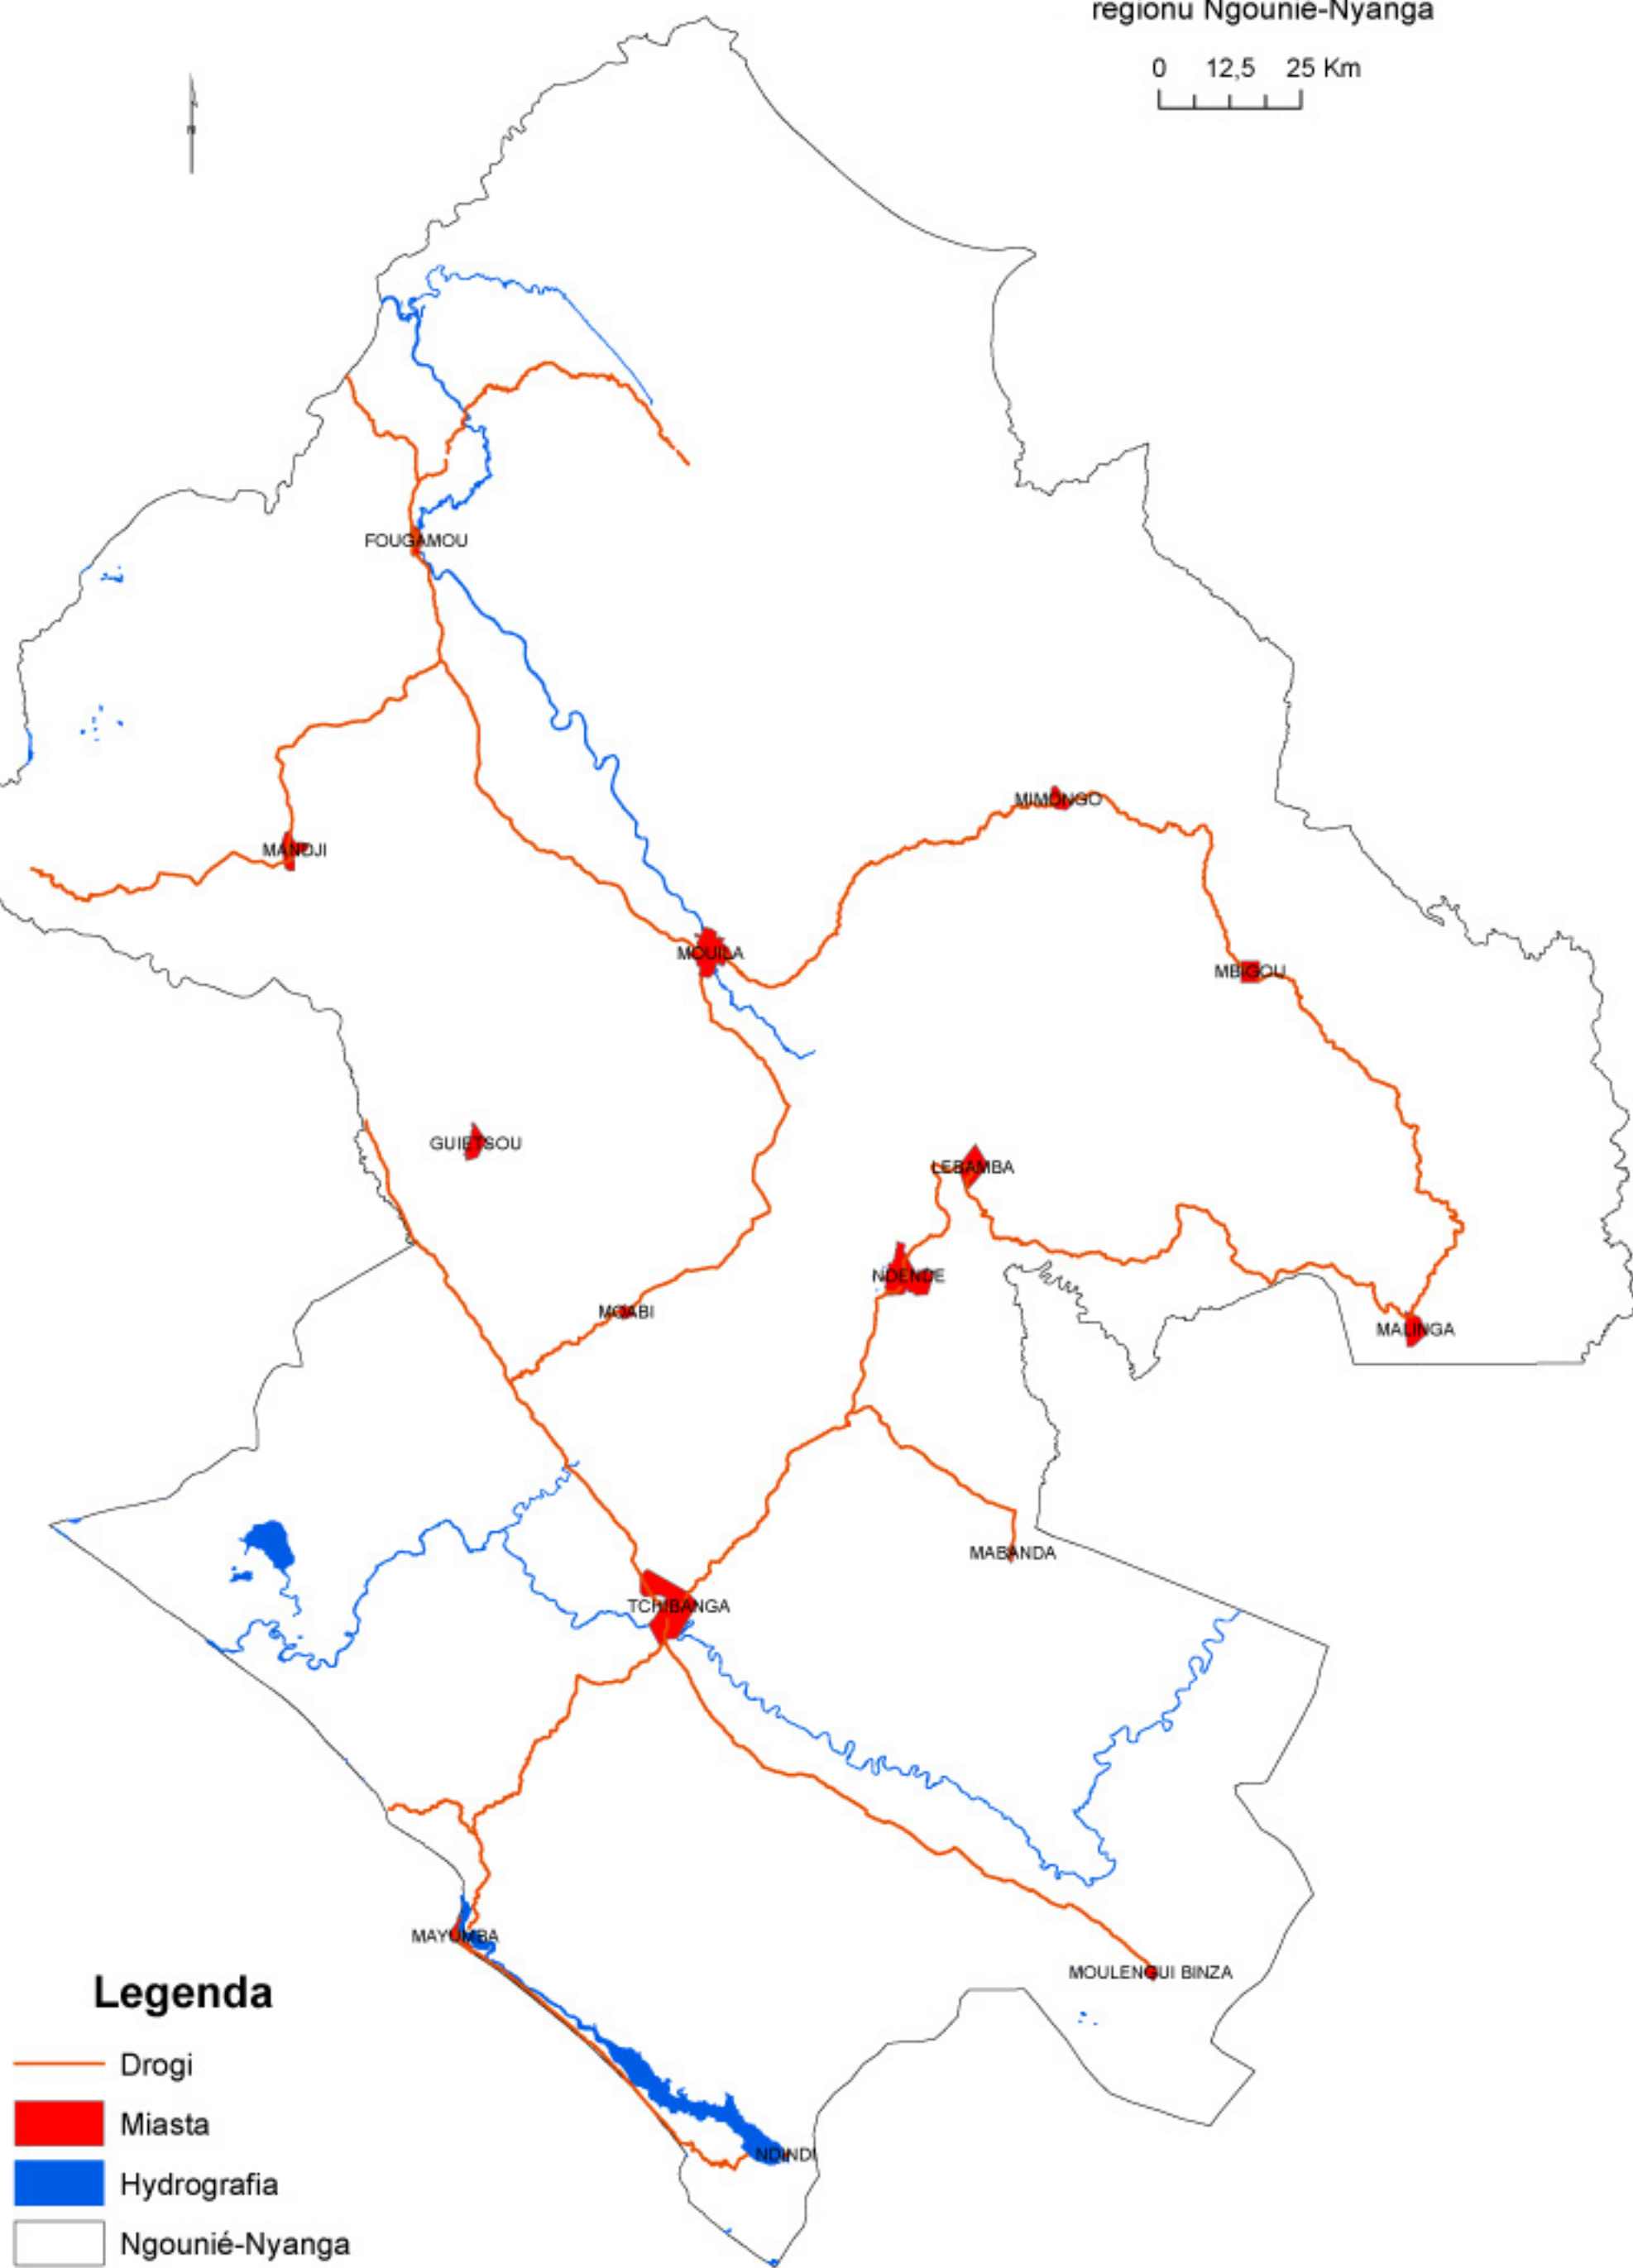 regionu Ngounié-Nyanga
0 12,5 25 Km
N
FOUGAMOU
MIMONGO
MANDJI
MOUILA
MBIGOU
GUIETSOU
LEBAMBA
NDENDE
MOABI
MALINGA
MABANDA
TCHIBANGA
MAYUMBA
MOULENGUI BINZA
NDINDI
Legenda
Drogi
Miasta
Hydrografia
Ngounié-Nyanga